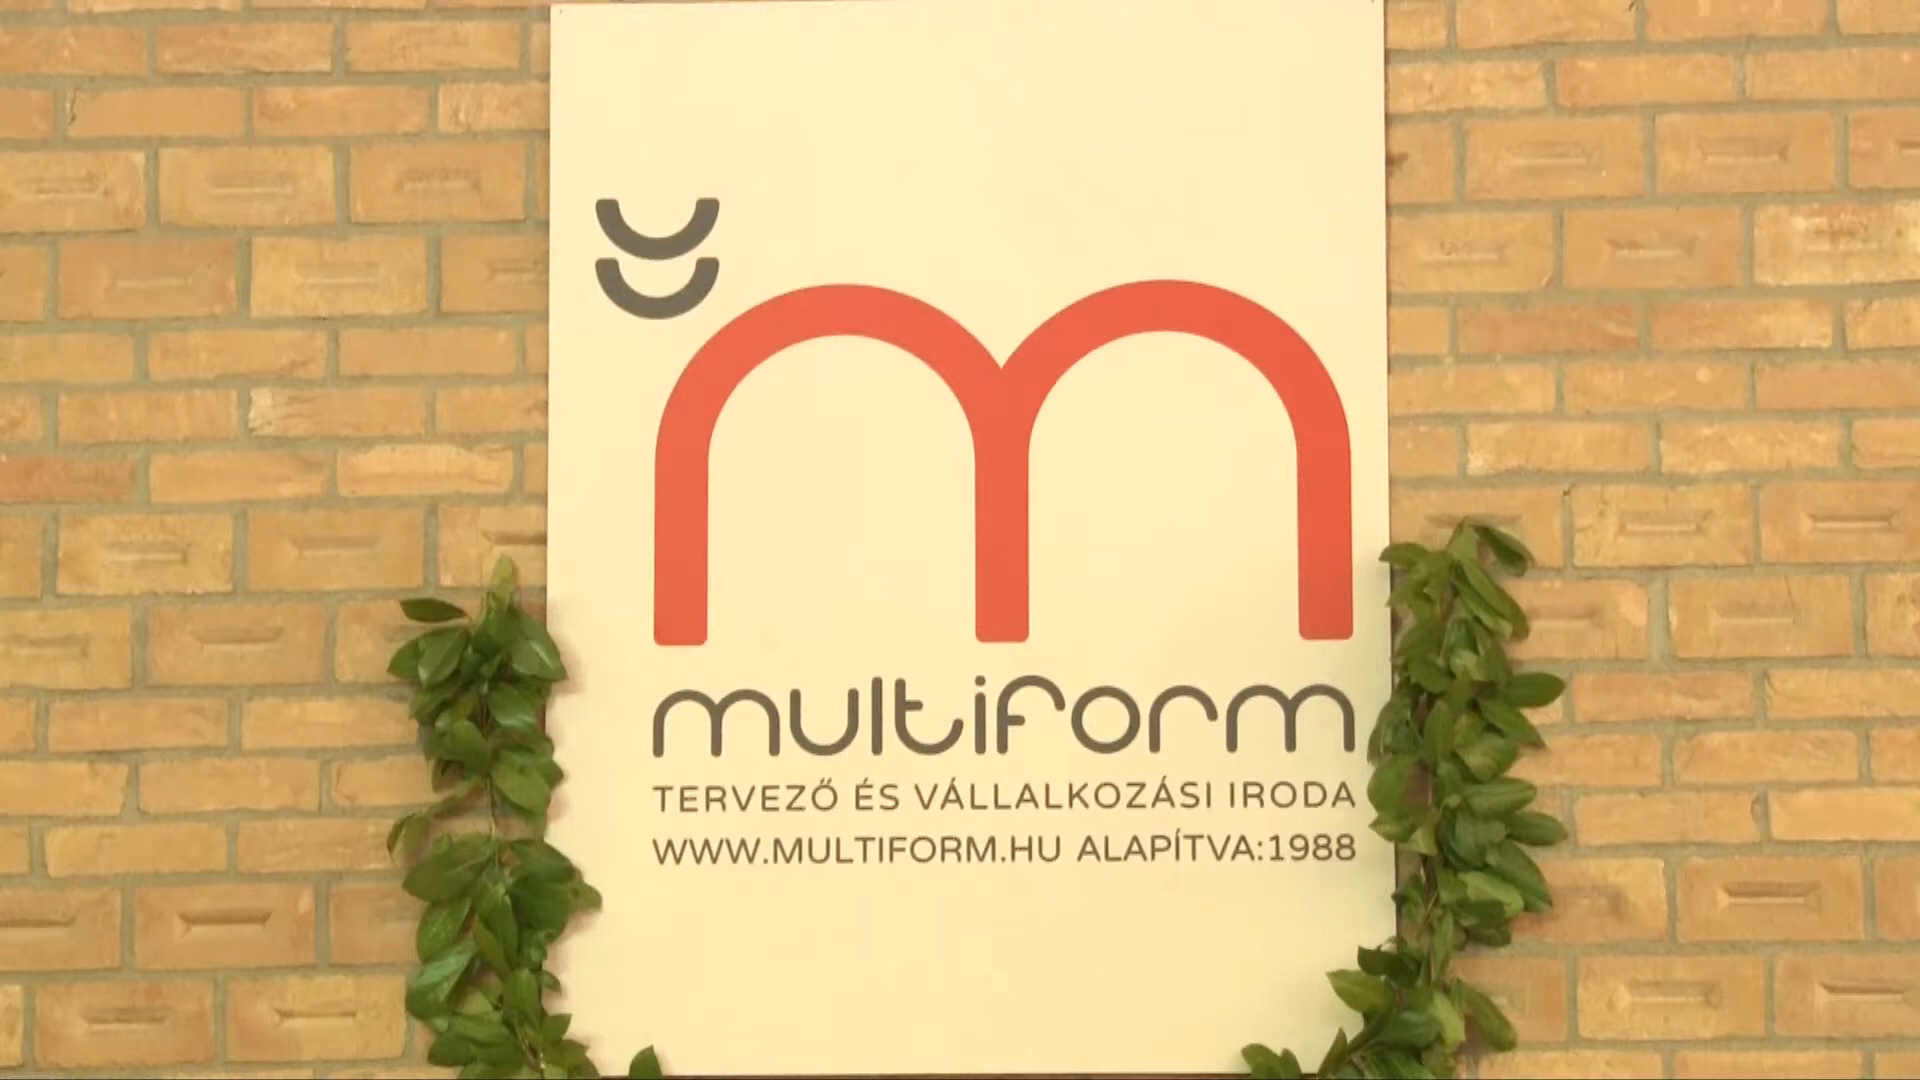 m
multiform
TERVEZŐ ÉS VÁLLALKOZÁSI IRODA
WWW.MULTIFORM.HU ALAPÍTVA:1988